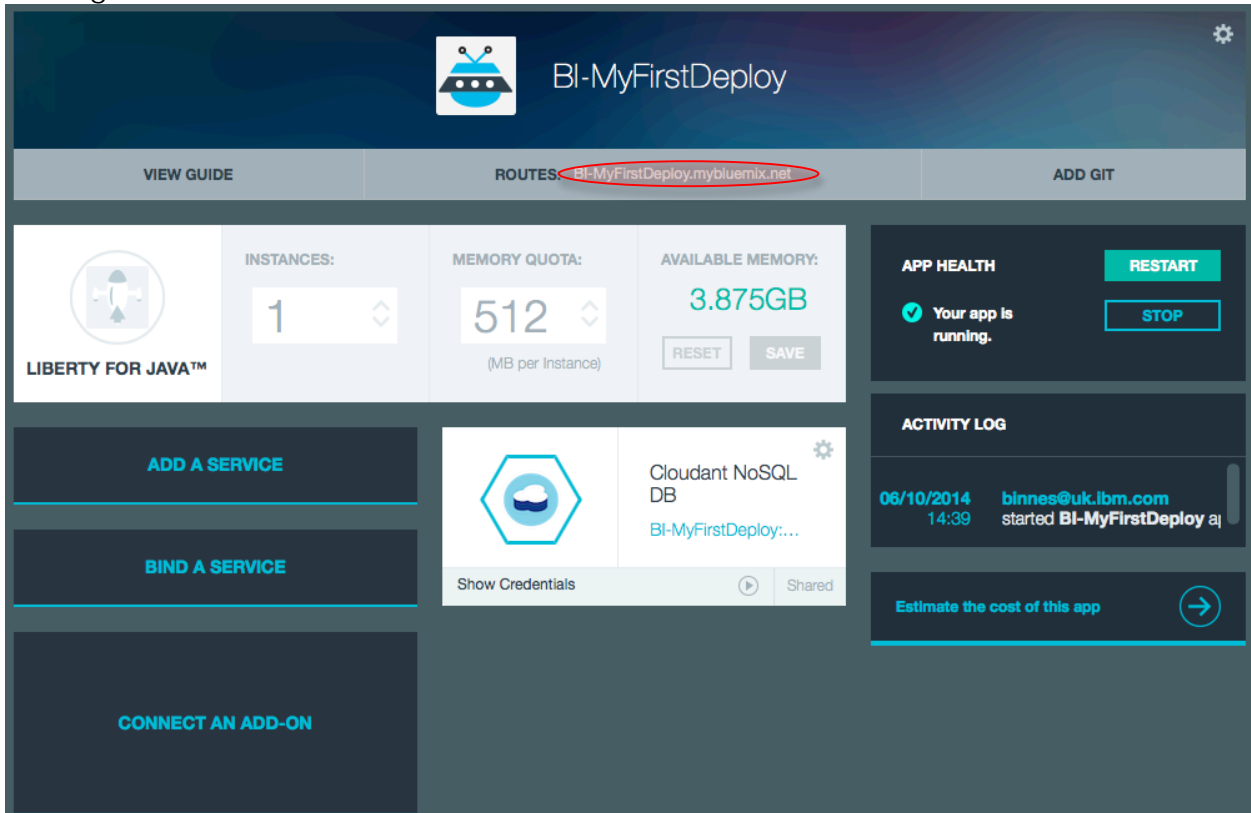 BI-MyFirstDeploy
VIEW GUIDE
ROUTES: BI-MyFirstDeploy.mybluemix.net
ADD GIT
LIBERTY FOR JAVA™
INSTANCES:
1
MEMORY QUOTA:
512
(MB per Instance)
AVAILABLE MEMORY:
3.875GB
RESET SAVE
APP HEALTH
RESTART
Your app is
running.
STOP
ADD A SERVICE
BIND A SERVICE
CONNECT AN ADD-ON
Cloudant NoSQL
DB
BI-MyFirstDeploy:...
Show Credentials
Shared
ACTIVITY LOG
06/10/2014 binnes@uk.ibm.com
14:39 started BI-MyFirstDeploy
Estimate the cost of this app